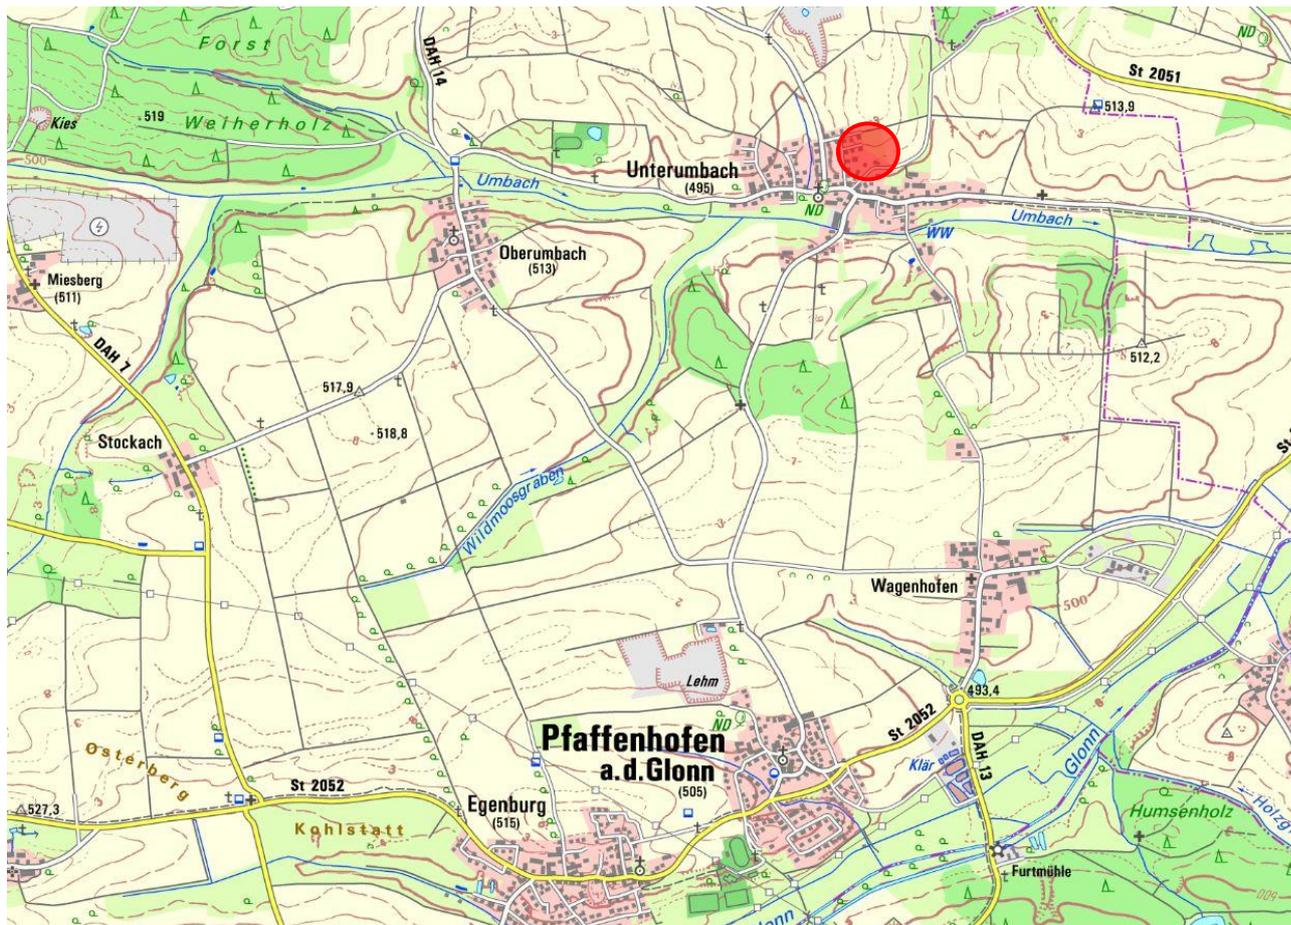 Forst
DAH 14
ND
St 2051
Kies
519
Weiherholz
513,9
500
Unterumbach
(495)
Umbach
ND
Umbach
WW
Oberumbach
(513)
Miesberg
(511)
DAH 7
512,2
517,9
518,8
Stockach
Wildmoosgraben
Wagenhofen
500
Lehm
493,4
ND
St 2052
Pfaffenhofen
a.d.Glonn
(505)
Klär
DAH 13
Glonn
Osterberg
St 2052
Egenburg
(515)
527,3
Kohlstatt
Humsenholz
Furtmühle
500